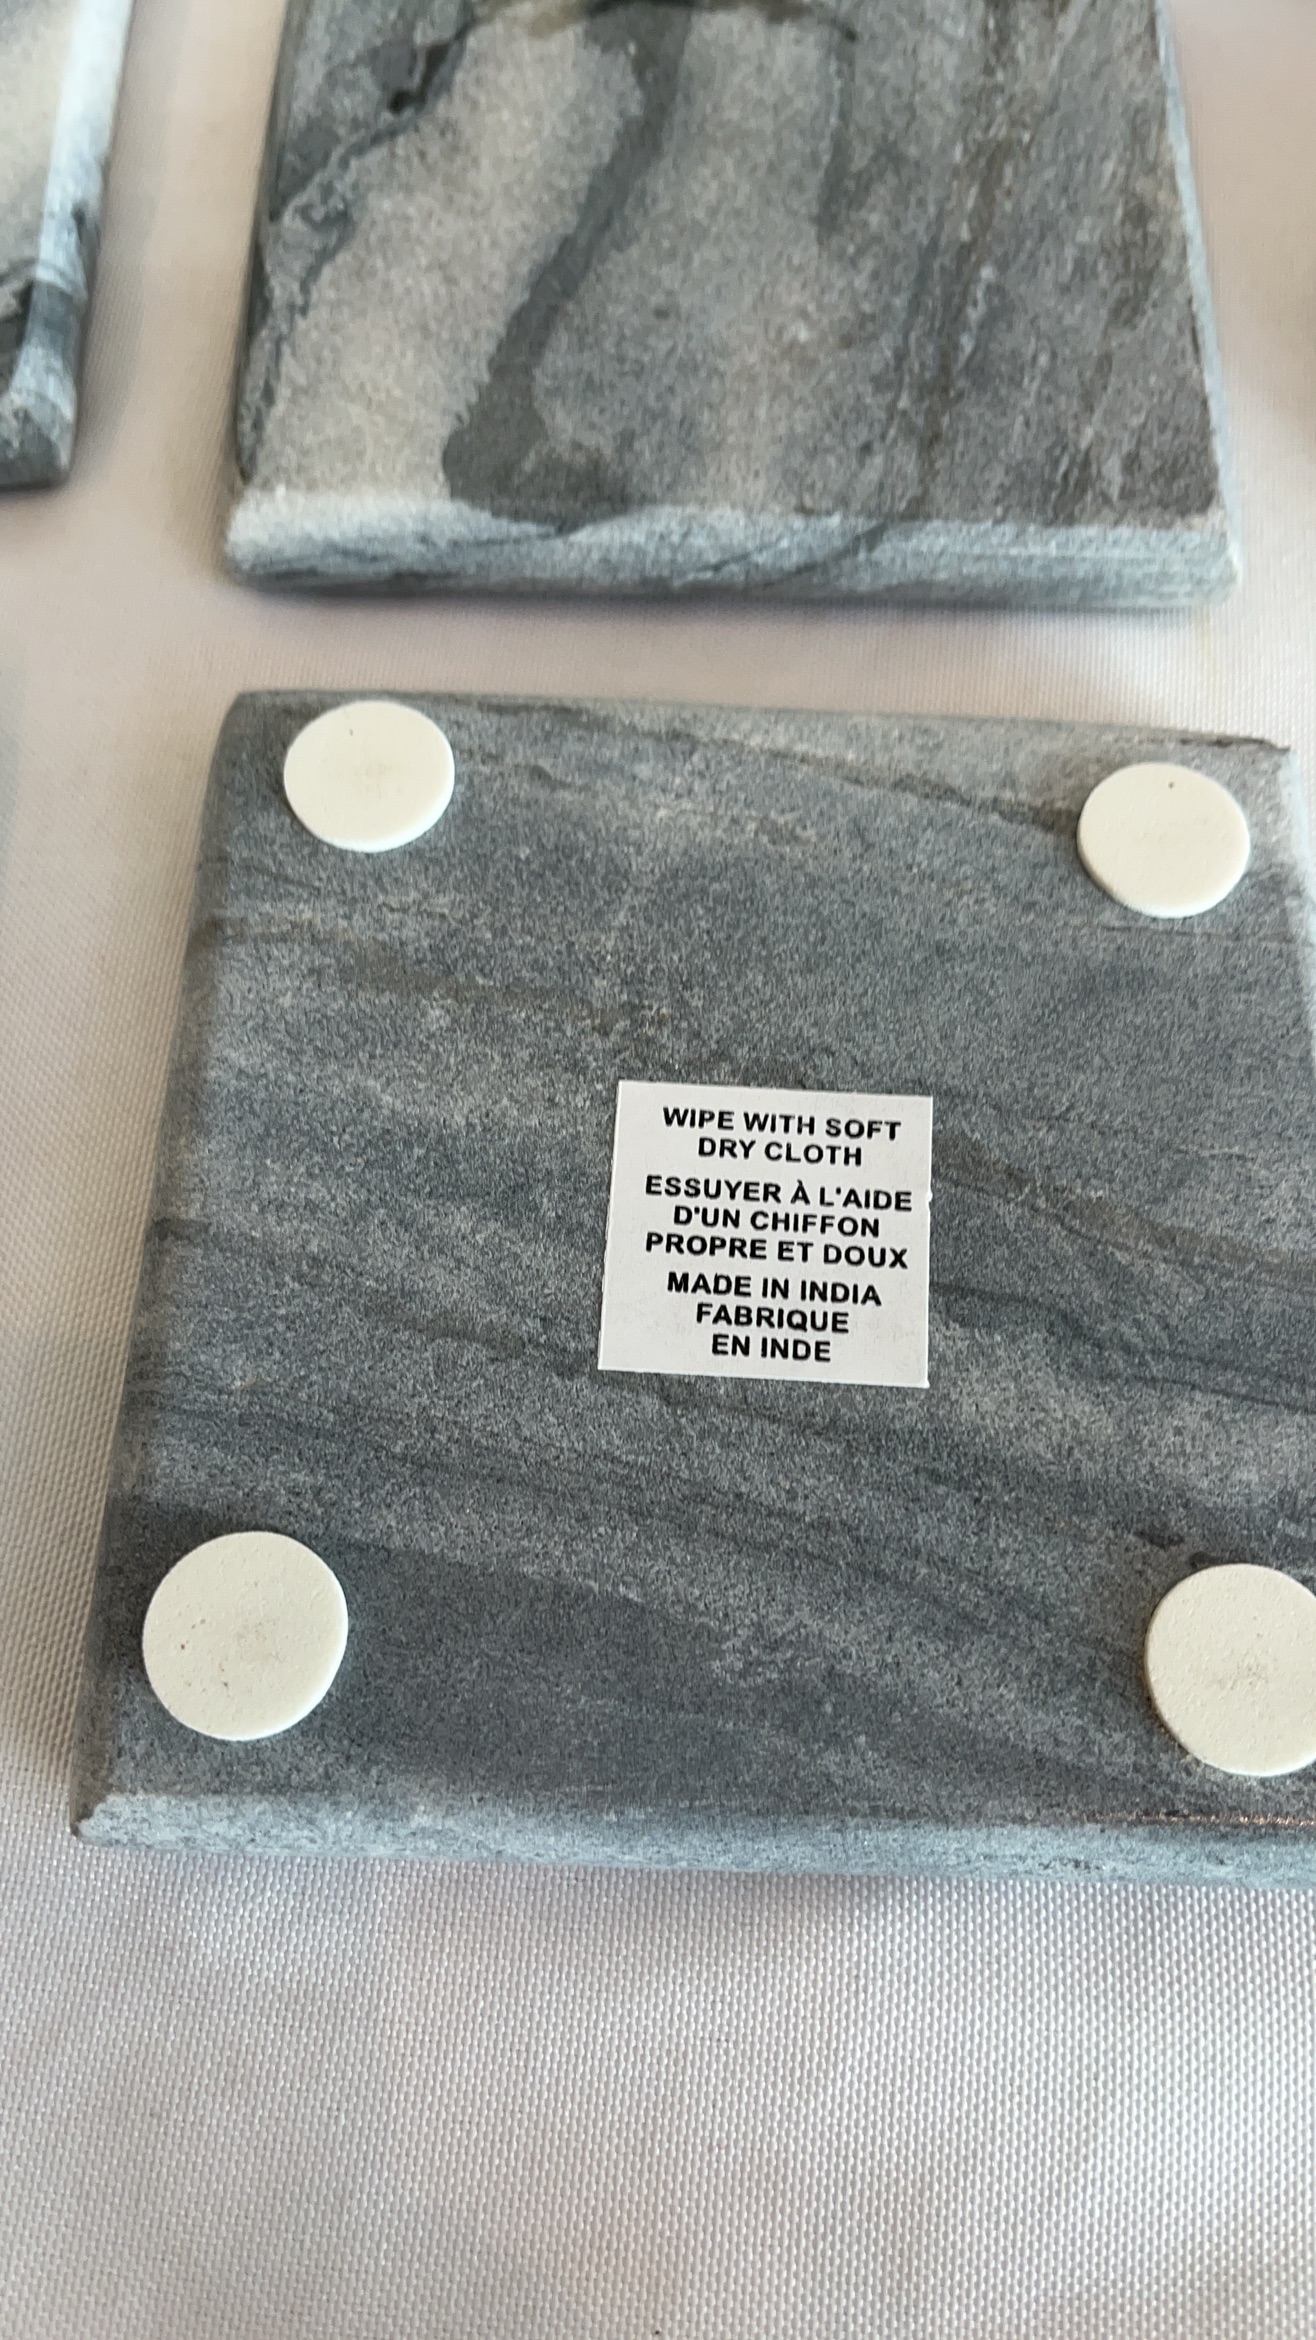 WIPE WITH SOFT
DRY CLOTH
ESSUYER À L'AIDE
D'UN CHIFFON
PROPRE ET DOUX
MADE IN INDIA
FABRIQUE
EN INDE